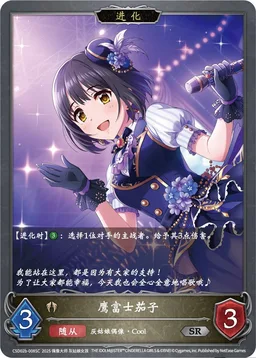 进化
【进化时】3：选择1位对手的主战者。给予其3点伤害。
我能站在这里，都是因为有大家的支持！
为了让大家都能幸福，今天我也会全心全意地唱歌哦♪
鹰富士茄子
3
随从
灰姑娘偶像・Cool
SR
3